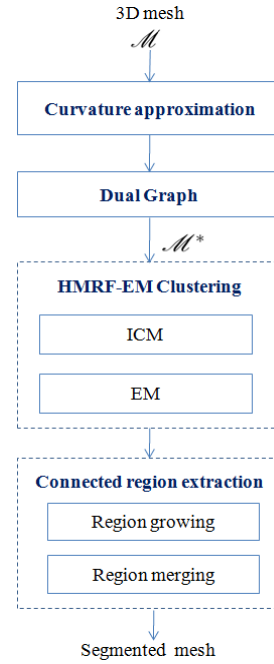 3D mesh
ℳ
Curvature approximation
Dual Graph
ℳ*
HMRF-EM Clustering
ICM
EM
Connected region extraction
Region growing
Region merging
Segmented mesh